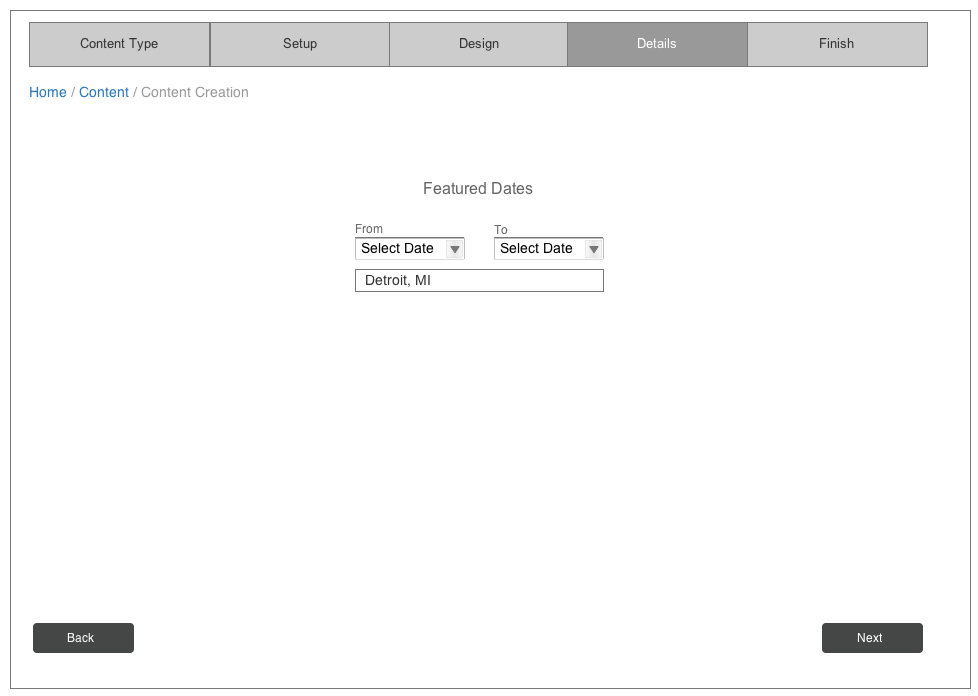 Content Type Setup Design Details Finish
Home / Content / Content Creation
Featured Dates
From To
Select Date Select Date
Detroit, MI
Back Next